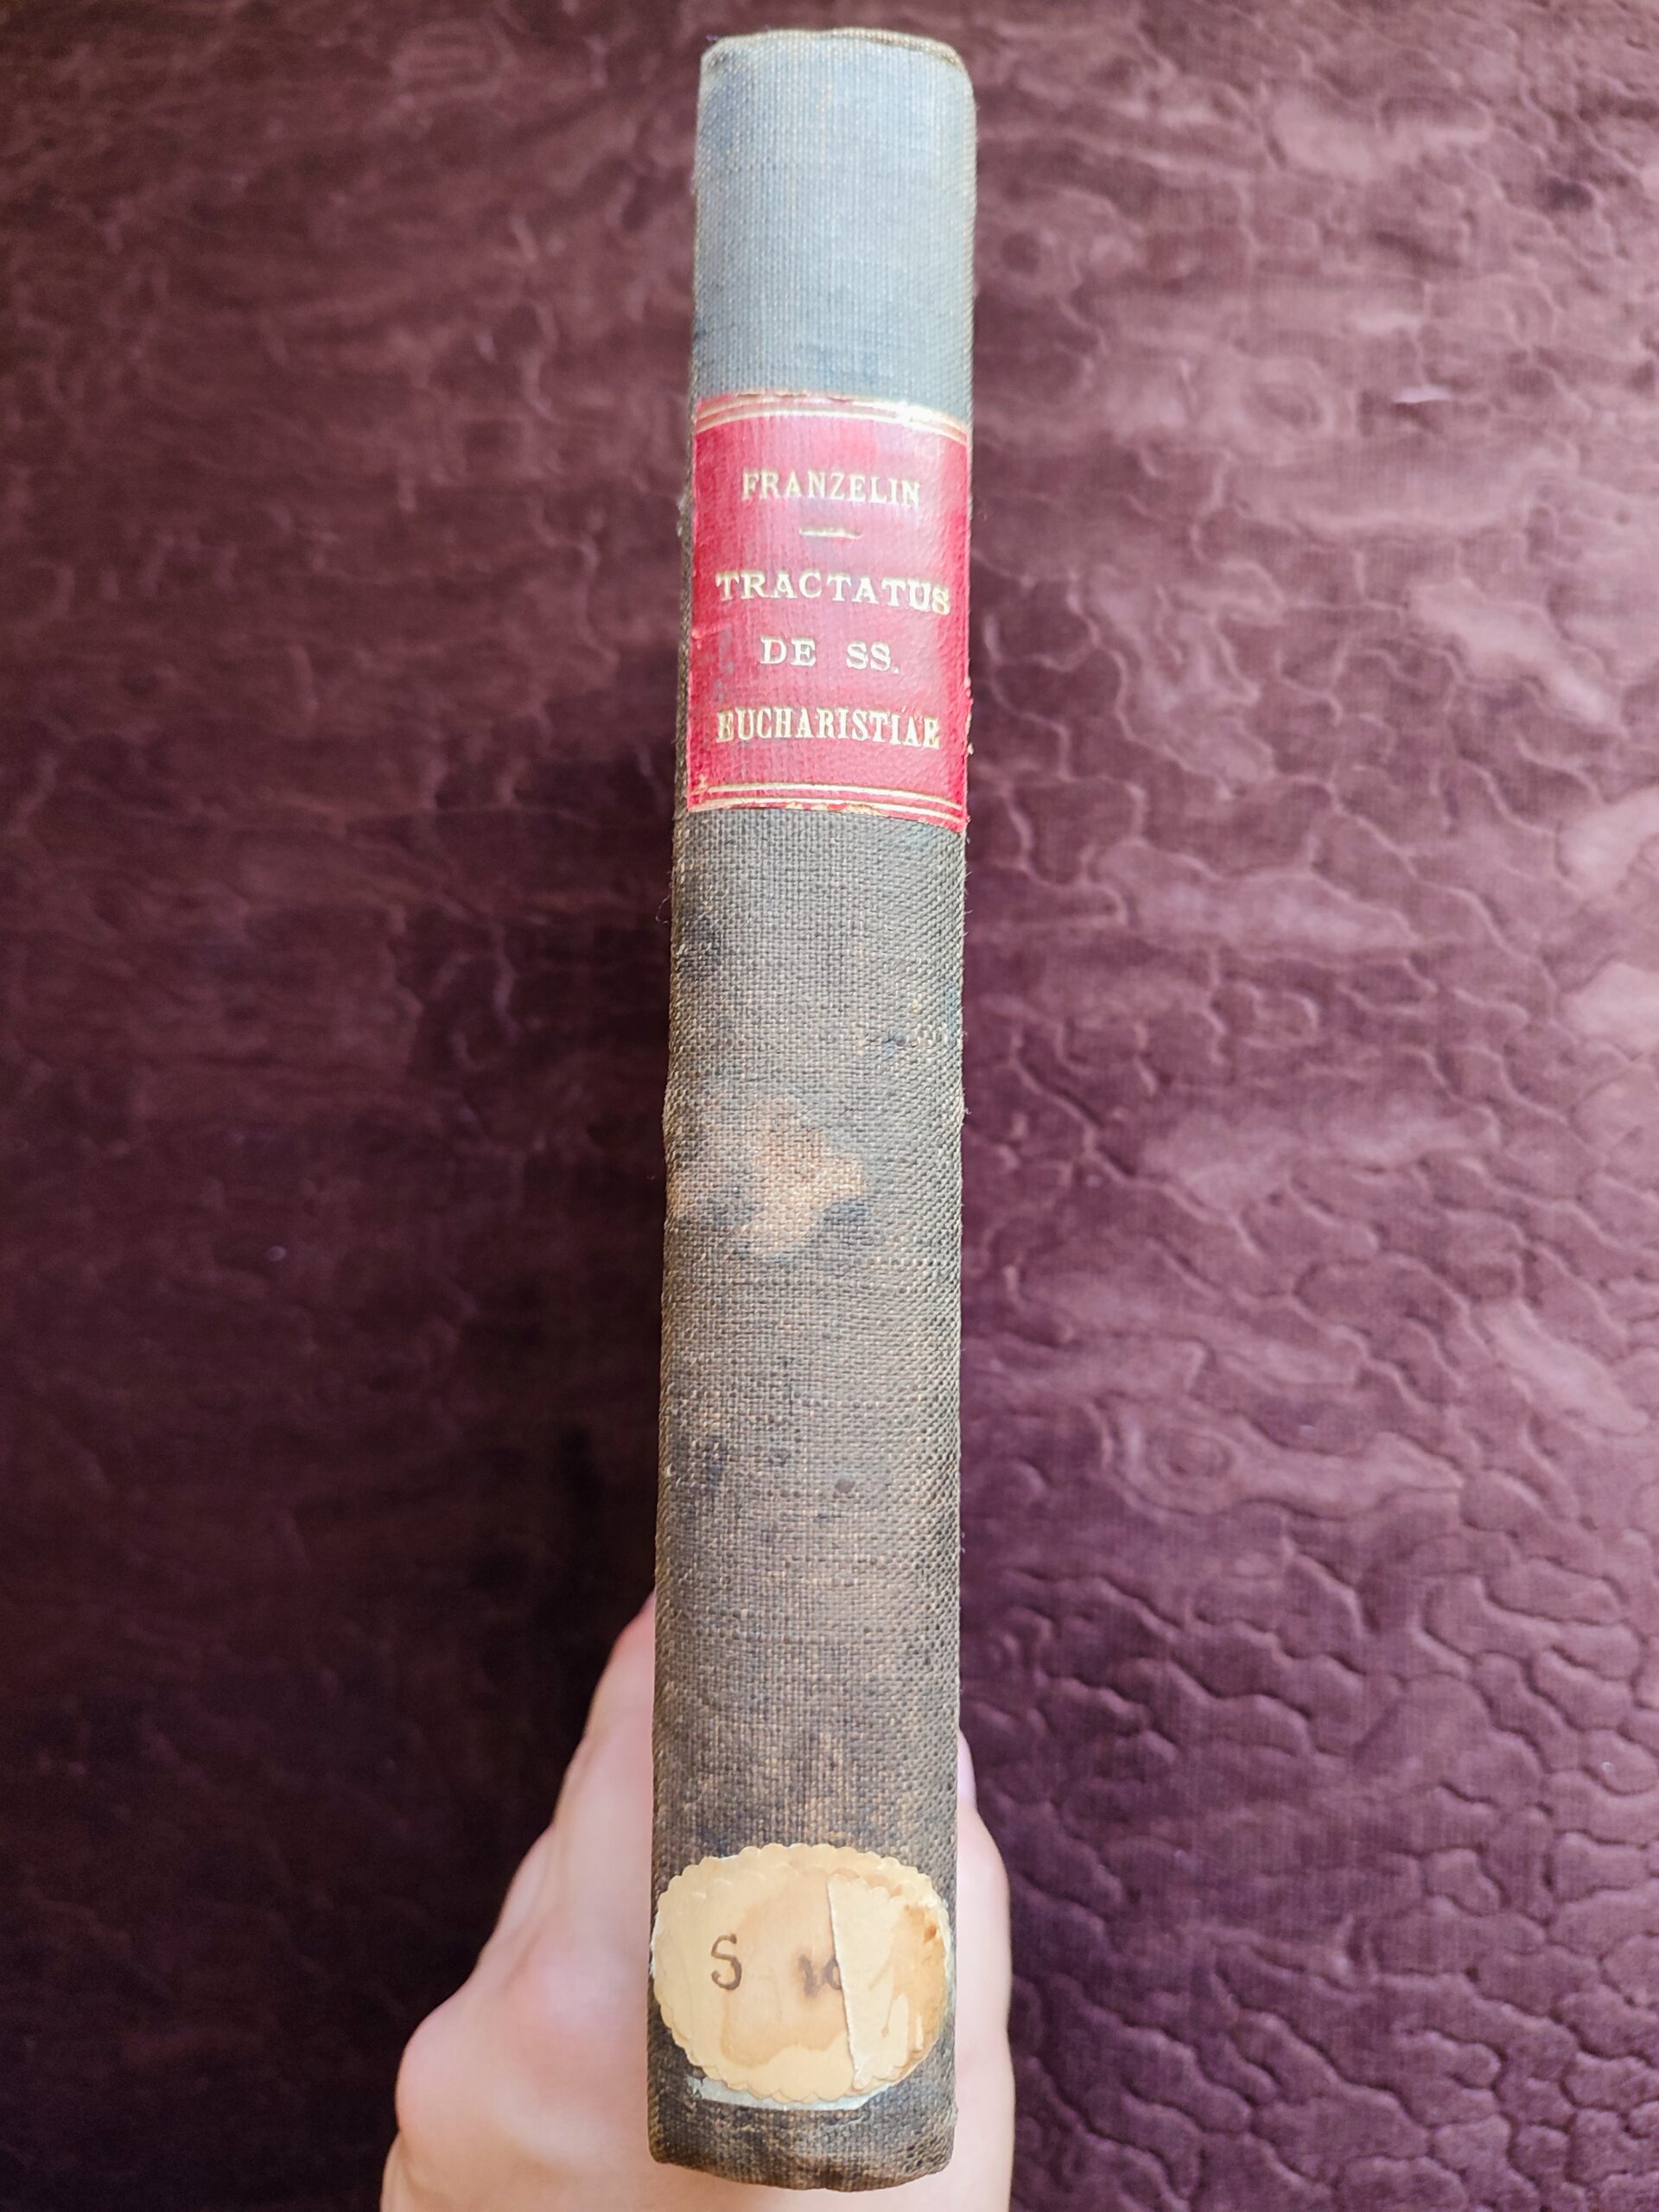 FRANZELIN
TRACTATUS
DE SS.
EUCHARISTIAE
S